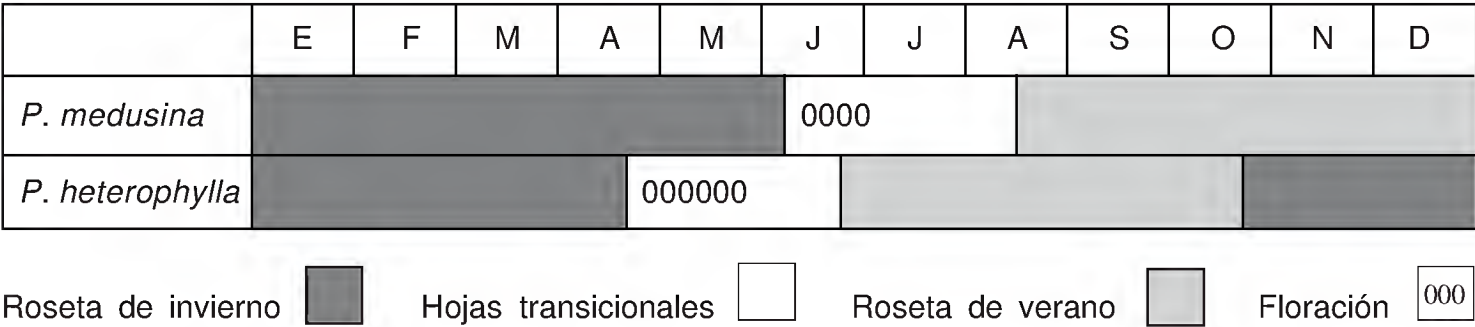 E F M A M J J A S O N D
P. medusina 0000
P. heterophylla 000000
Roseta de invierno Hojas transicionales Roseta de verano Floración 000